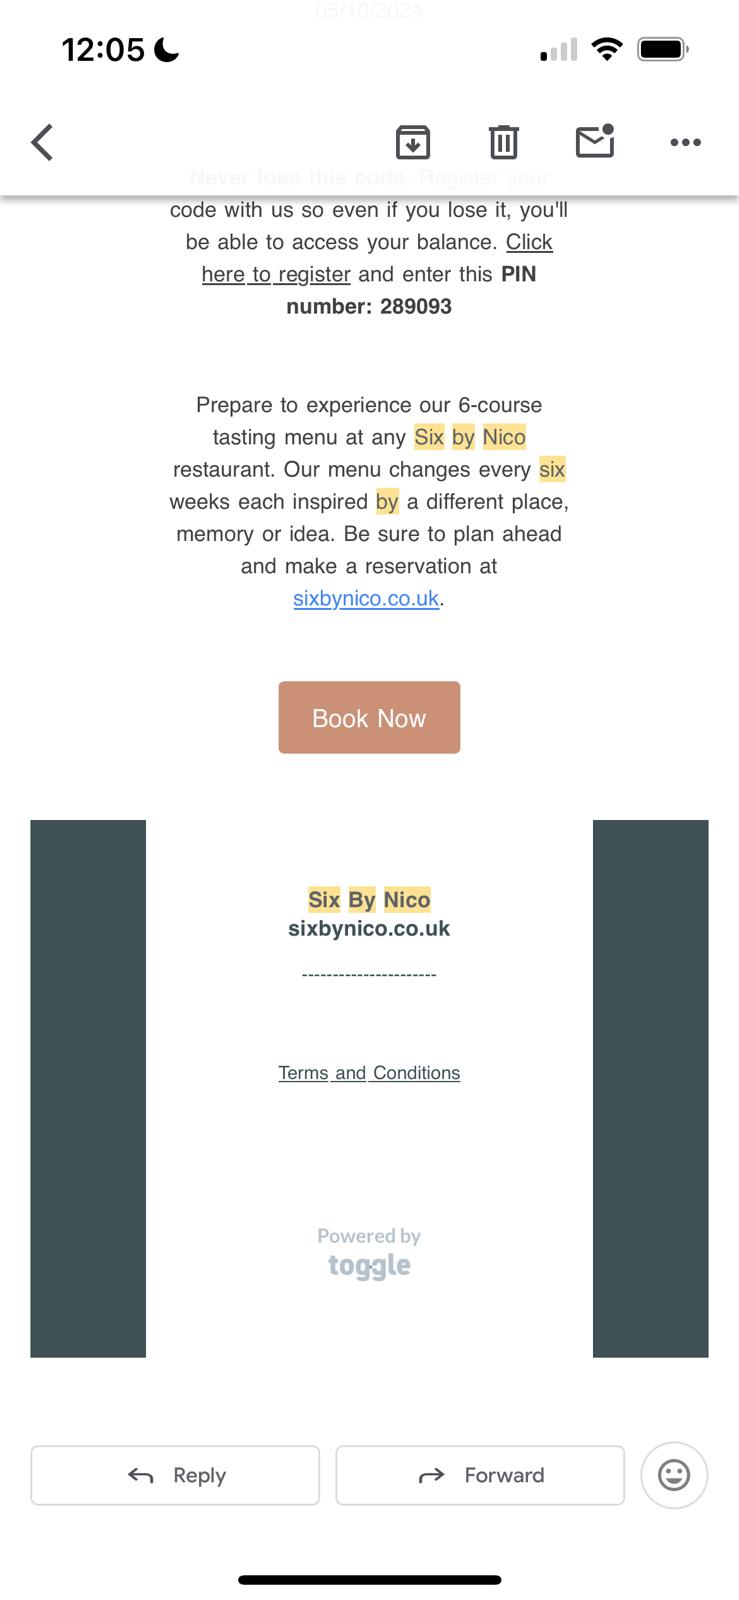 05/10/2024
12:05
Never lose this code. Register your
code with us so even if you lose it, you'll
be able to access your balance. Click
here to register and enter this PIN
number: 289093
Prepare to experience our 6-course
tasting menu at any Six by Nico
restaurant. Our menu changes every six
weeks each inspired by a different place,
memory or idea. Be sure to plan ahead
and make a reservation at
sixbynico.co.uk.
Book Now
Six By Nico
sixbynico.co.uk
----------------------
Terms and Conditions
Powered by
toggle
Reply
Forward